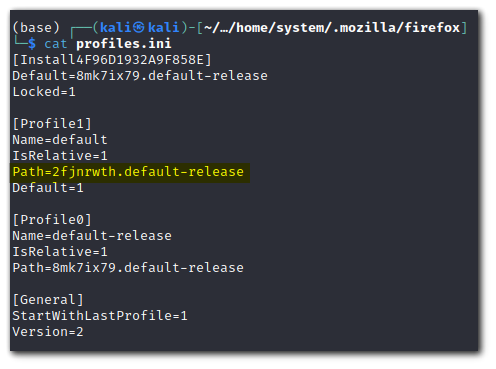 (base) ┌──(kali㉿kali)-[~/…/home/system/.mozilla/firefox]
└─$ cat profiles.ini
[Install4F96D1932A9F858E]
Default=8mk7ix79.default-release
Locked=1
[Profile1]
Name=default
IsRelative=1
Path=2fjnrwth.default-release
Default=1
[Profile0]
Name=default-release
IsRelative=1
Path=8mk7ix79.default-release
[General]
StartWithLastProfile=1
Version=2